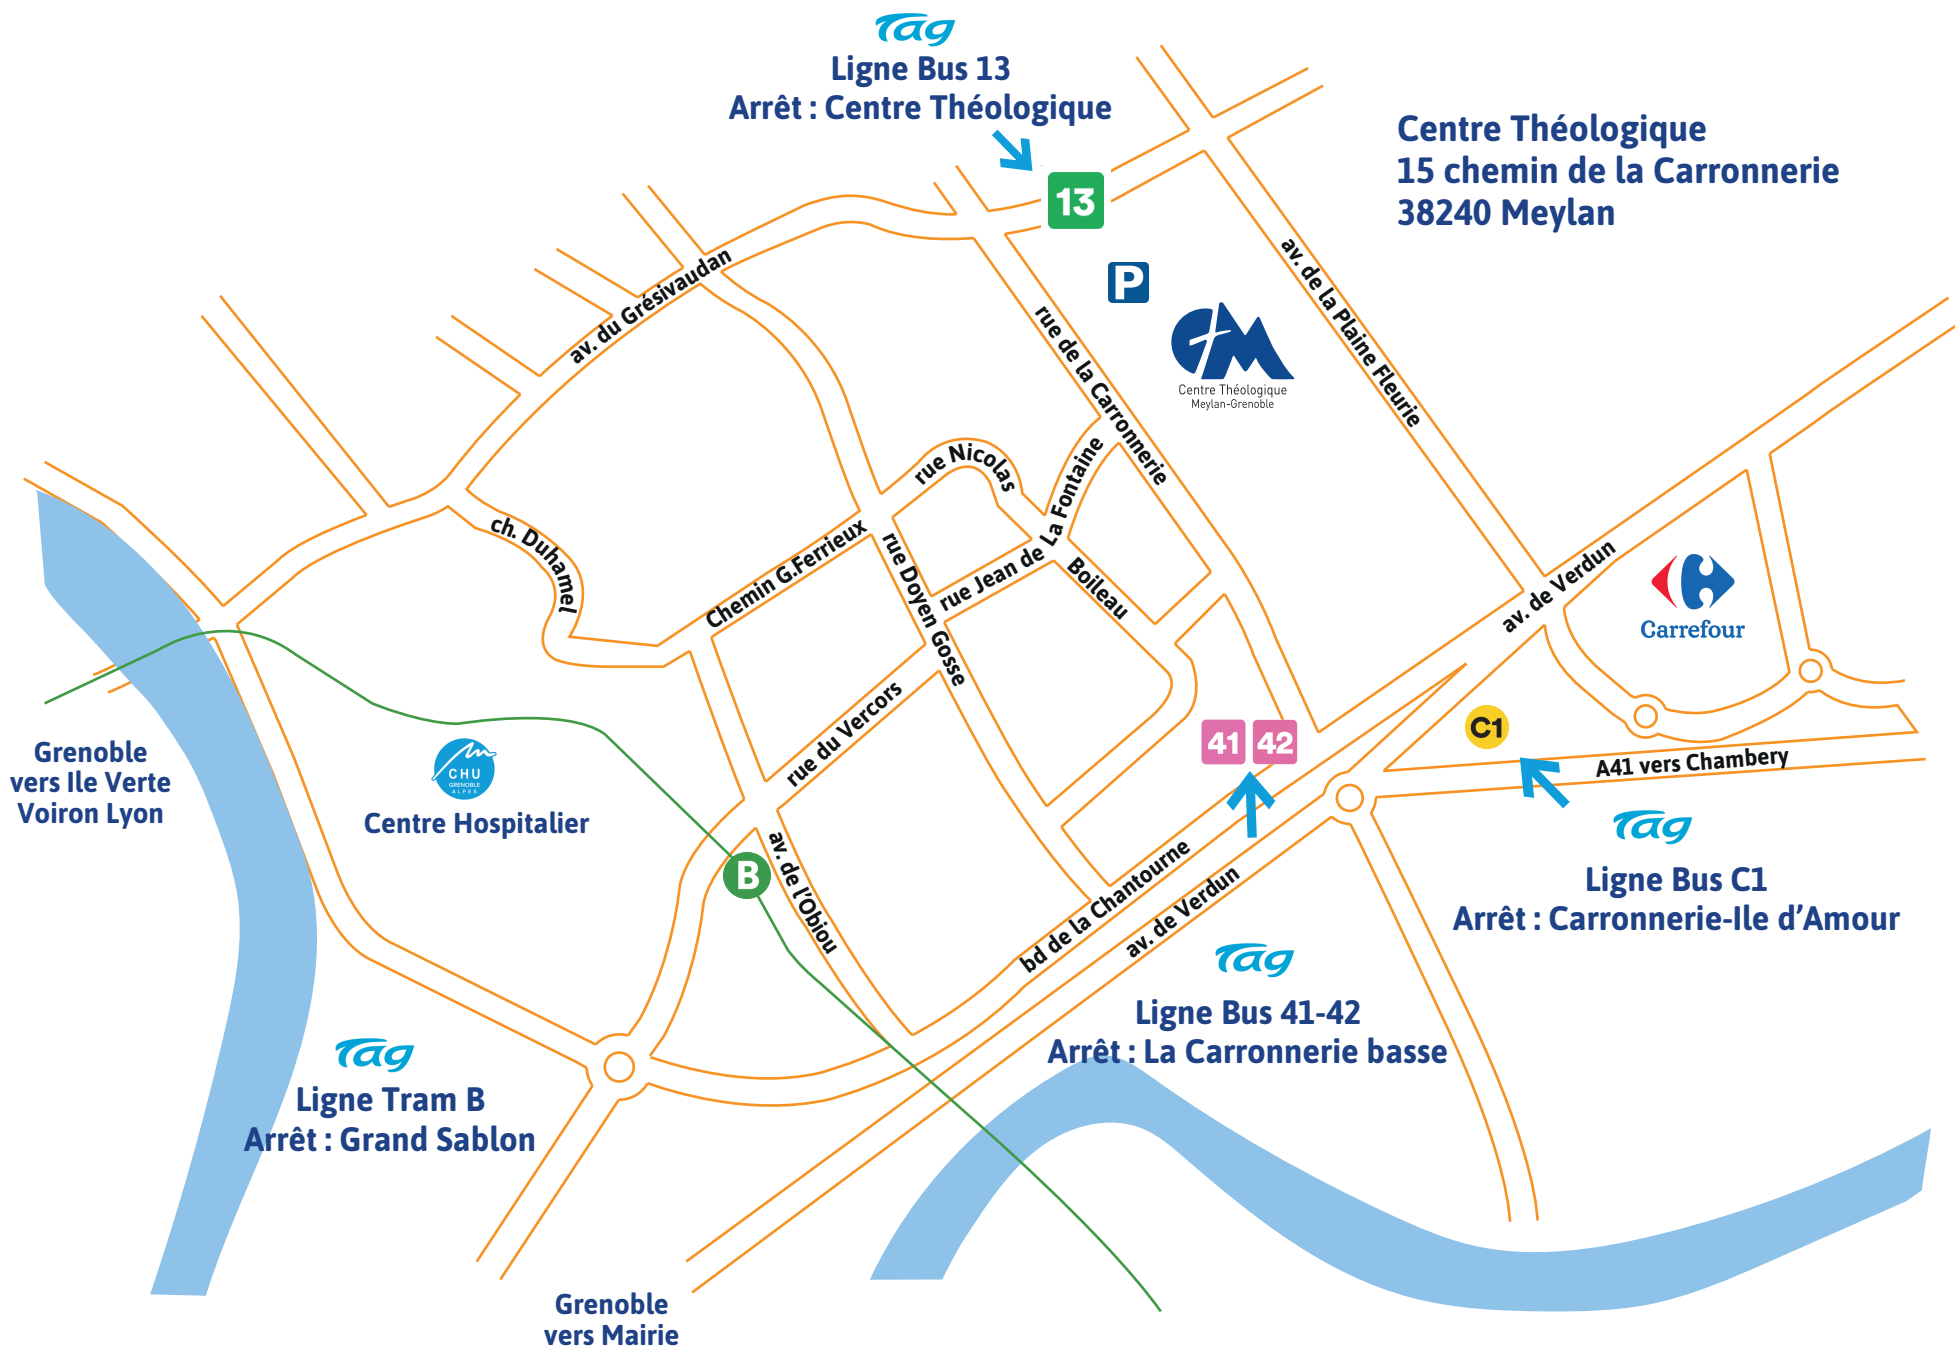 Tag
Ligne Bus 13
Arrêt : Centre Théologique
13
Centre Théologique
15 chemin de la Carronnerie
38240 Meylan
P
Centre Théologique
Meylan-Grenoble
av. du Grésivaudan
rue de la Carronnerie
av. de la Plaine Fleurie
rue Nicolas
Boileau
rue Jean de La Fontaine
ch. Duhamel
Chemin G.Ferrieux
rue Doyen Gosse
rue du Vercors
av. de Verdun
Carrefour
41
42
C1
A41 vers Chambery
Grenoble
vers Ile Verte
Voiron Lyon
CHU
GRENOBLE
ALPES
Centre Hospitalier
B
av. de l'Obiou
bd de la Chantourne
av. de Verdun
Tag
Ligne Bus C1
Arrêt : Carronnerie-Ile d’Amour
Tag
Ligne Bus 41-42
Arrêt : La Carronnerie basse
Tag
Ligne Tram B
Arrêt : Grand Sablon
Grenoble
vers Mairie